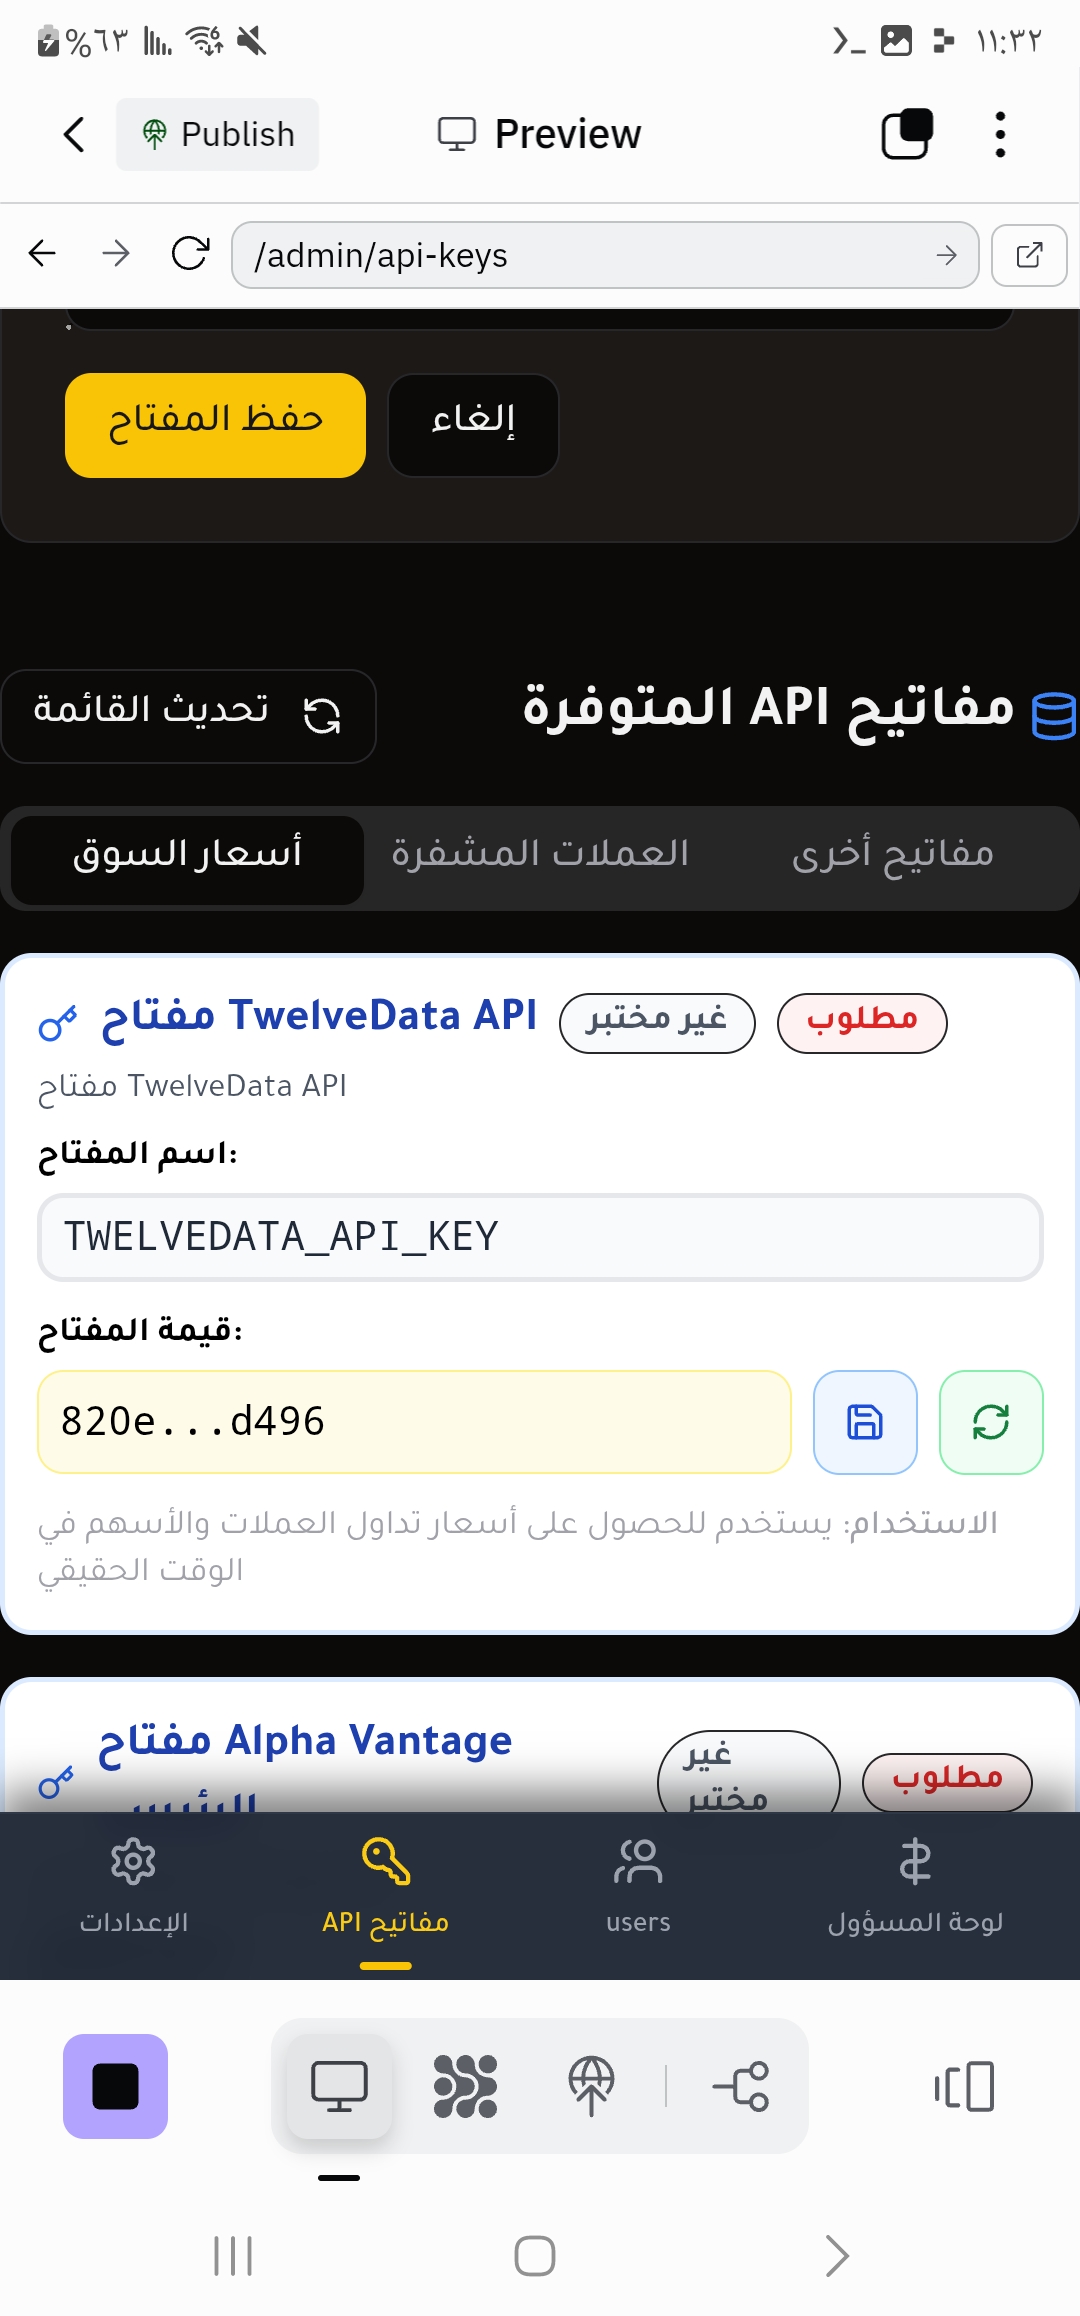 %٦٣
١١:٣٢
Publish
Preview
/admin/api-keys
حفظ المفتاح
إلغاء
مفاتيح API المتوفرة
تحديث القائمة
أسعار السوق
العملات المشفرة
مفاتيح أخرى
مفتاح TwelveData API
غير مختبر
مطلوب
مفتاح TwelveData API
اسم المفتاح:
TWELVEDATA_API_KEY
قيمة المفتاح:
820e...d496
الاستخدام: يستخدم للحصول على أسعار تداول العملات والأسهم في
الوقت الحقيقي
مفتاح Alpha Vantage
الرئيسي
غير
مختبر
مطلوب
الإعدادات
مفاتيح API
users
لوحة المسؤول